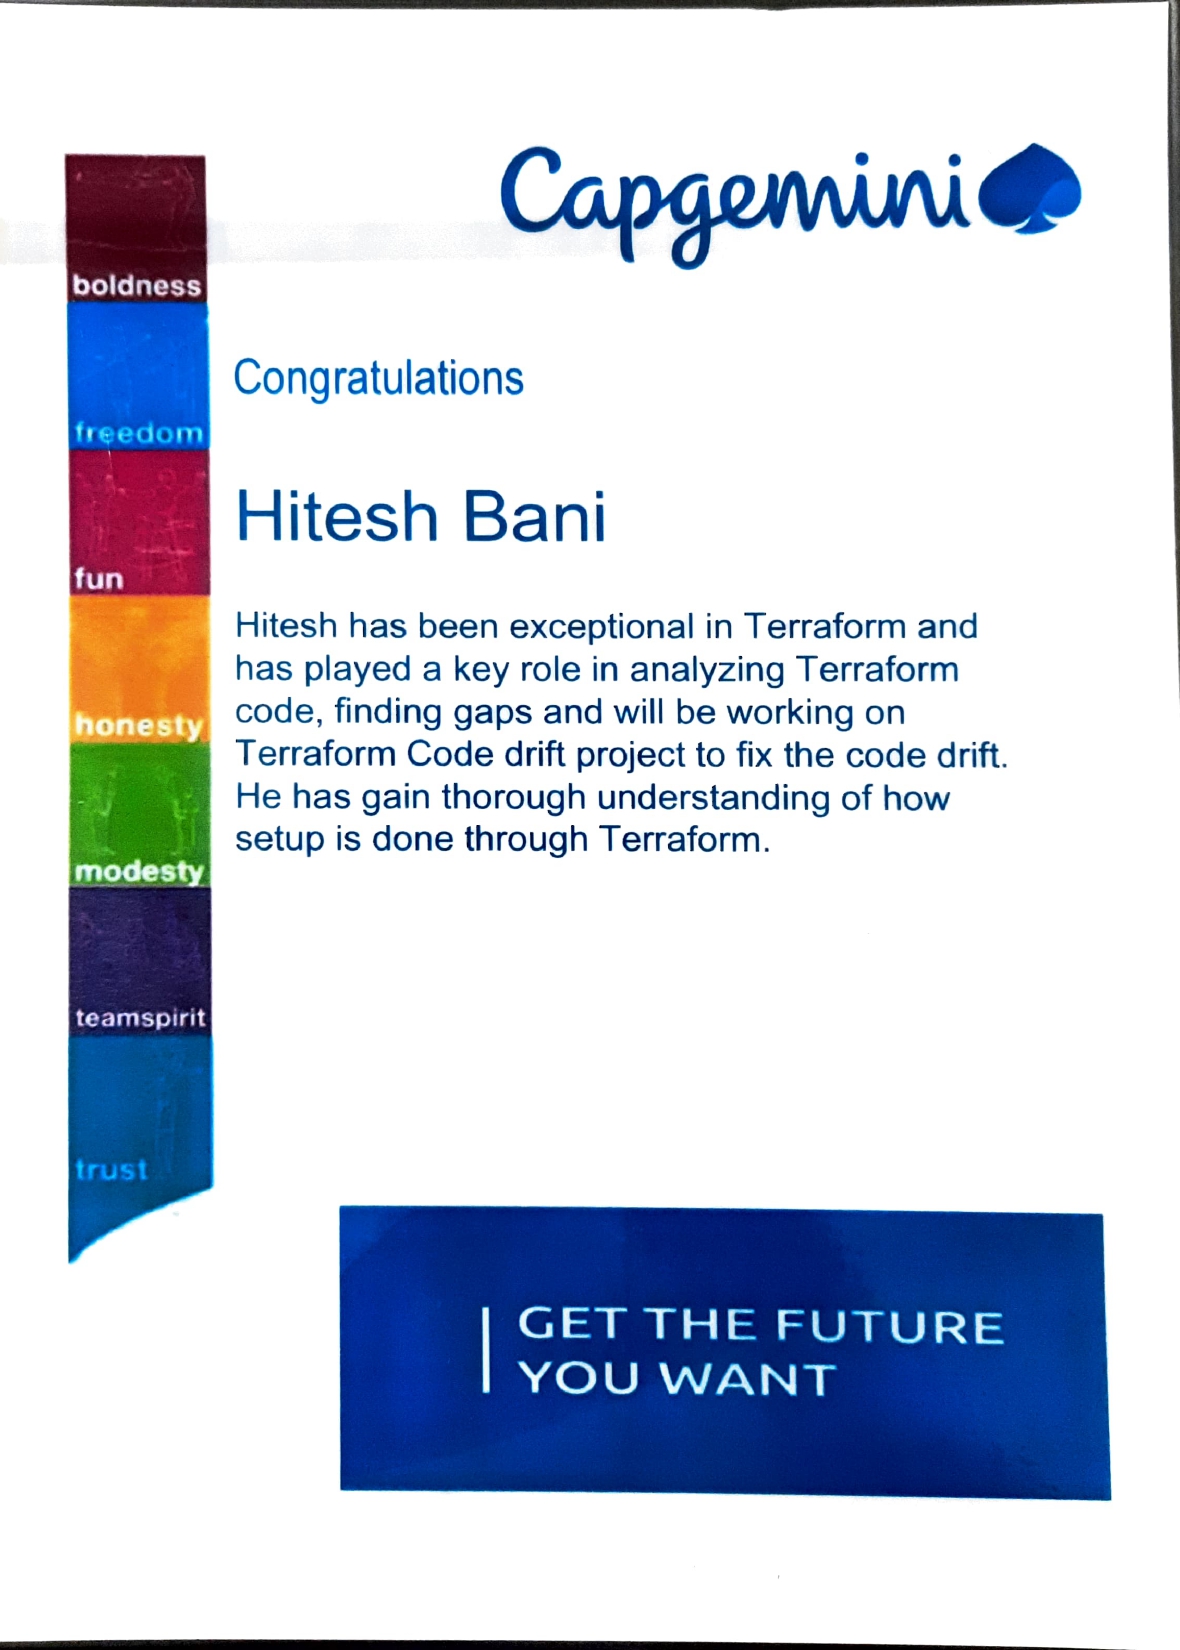 Capgemini
boldness
freedom
fun
honesty
modesty
teamspirit
trust
Congratulations
Hitesh Bani
Hitesh has been exceptional in Terraform and
has played a key role in analyzing Terraform
code, finding gaps and will be working on
Terraform Code drift project to fix the code drift.
He has gain thorough understanding of how
setup is done through Terraform.
GET THE FUTURE
YOU WANT